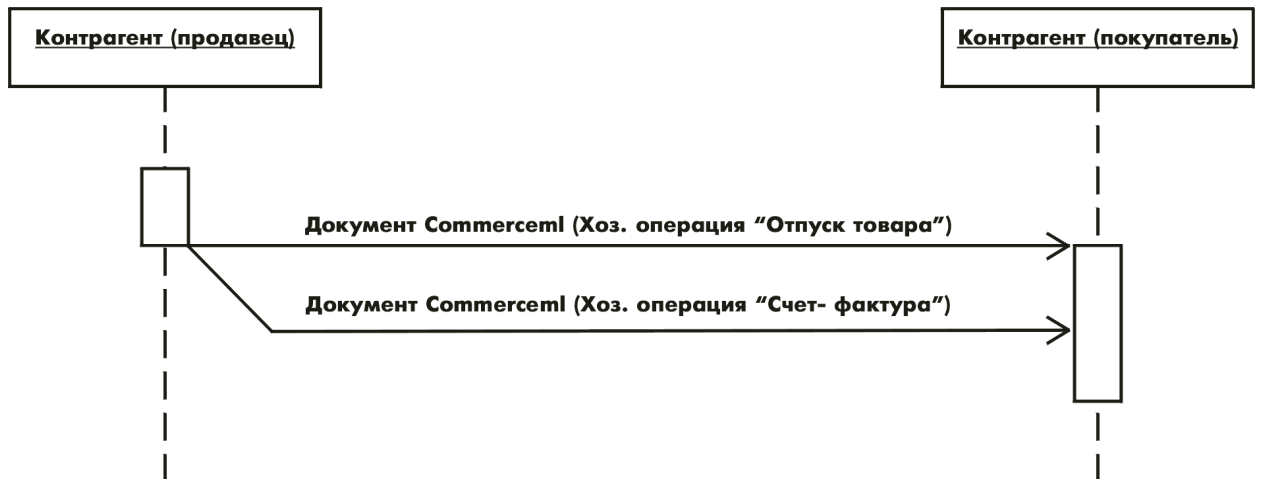 Контрагент (продавец)
Контрагент (покупатель)
Документ Commerceml (Хоз. операция “Отпуск товара”)
Документ Commerceml (Хоз. операция “Счет- фактура”)